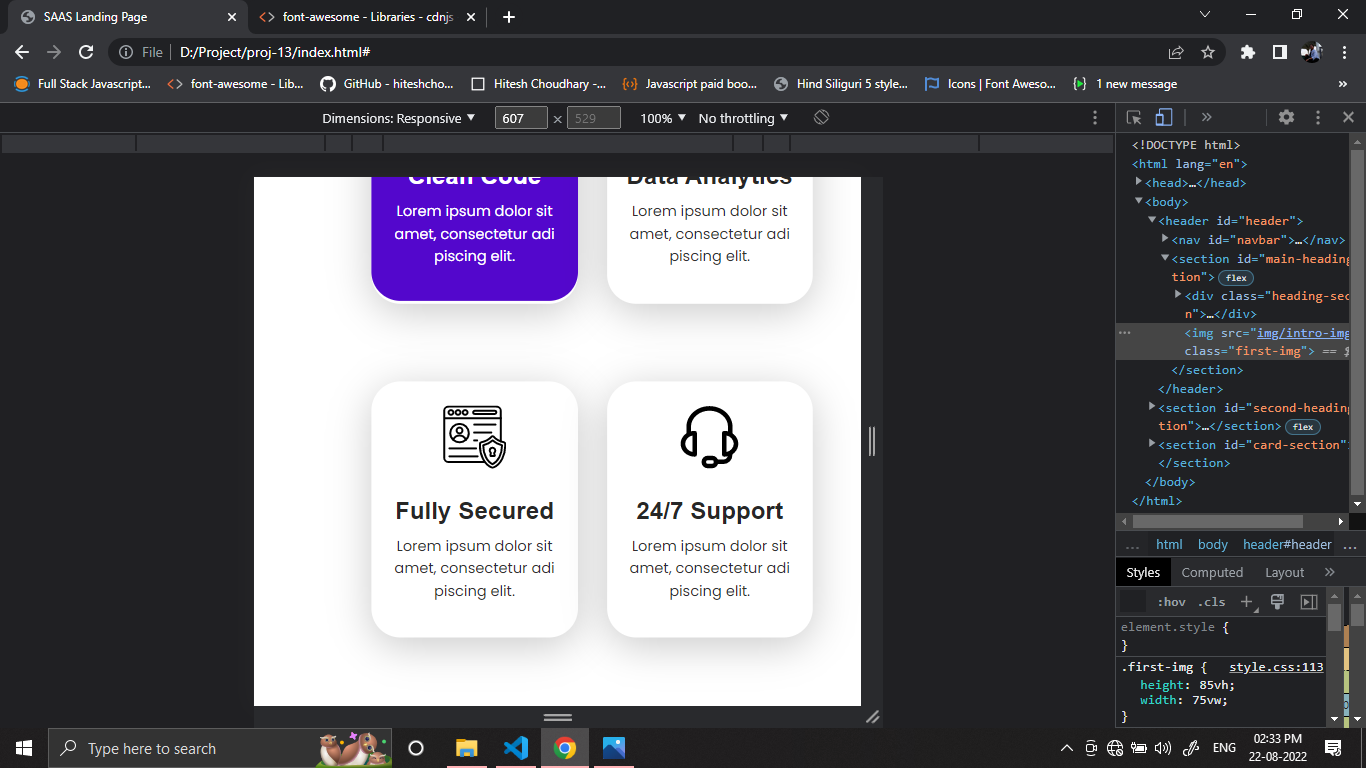 SAAS Landing Page
font-awesome - Libraries - cdnjs
File
D:/Project/proj-13/index.html#
Full Stack Javascript...
font-awesome - Lib...
GitHub - hiteshcho...
Hitesh Choudhary -...
Javascript paid boo...
Hind Siliguri 5 style...
Icons | Font Aweso...
1 new message
»
Dimensions: Responsive
607
×
529
100%
No throttling
Clean Code
Lorem ipsum dolor sit
amet, consectetur adi
piscing elit.
Data Analytics
Lorem ipsum dolor sit
amet, consectetur adi
piscing elit.
Fully Secured
Lorem ipsum dolor sit
amet, consectetur adi
piscing elit.
24/7 Support
Lorem ipsum dolor sit
amet, consectetur adi
piscing elit.
<!DOCTYPE html>
<html lang="en">
<head>…</head>
<body>
<header id="header">
<nav id="navbar">…</nav>
<section id="main-heading
tion"> flex
<div class="heading-sec
n">…</div>
<img src="img/intro-img
class="first-img"> == $
</section>
</header>
<section id="second-heading
tion">…</section> flex
<section id="card-section"
</section>
</body>
</html>
... html body header#header ...
Styles Computed Layout »
:hov .cls
element.style {
}
.first-img { style.css:113
height: 85vh;
width: 75vw;
}
Type here to search
ENG
02:33 PM
22-08-2022